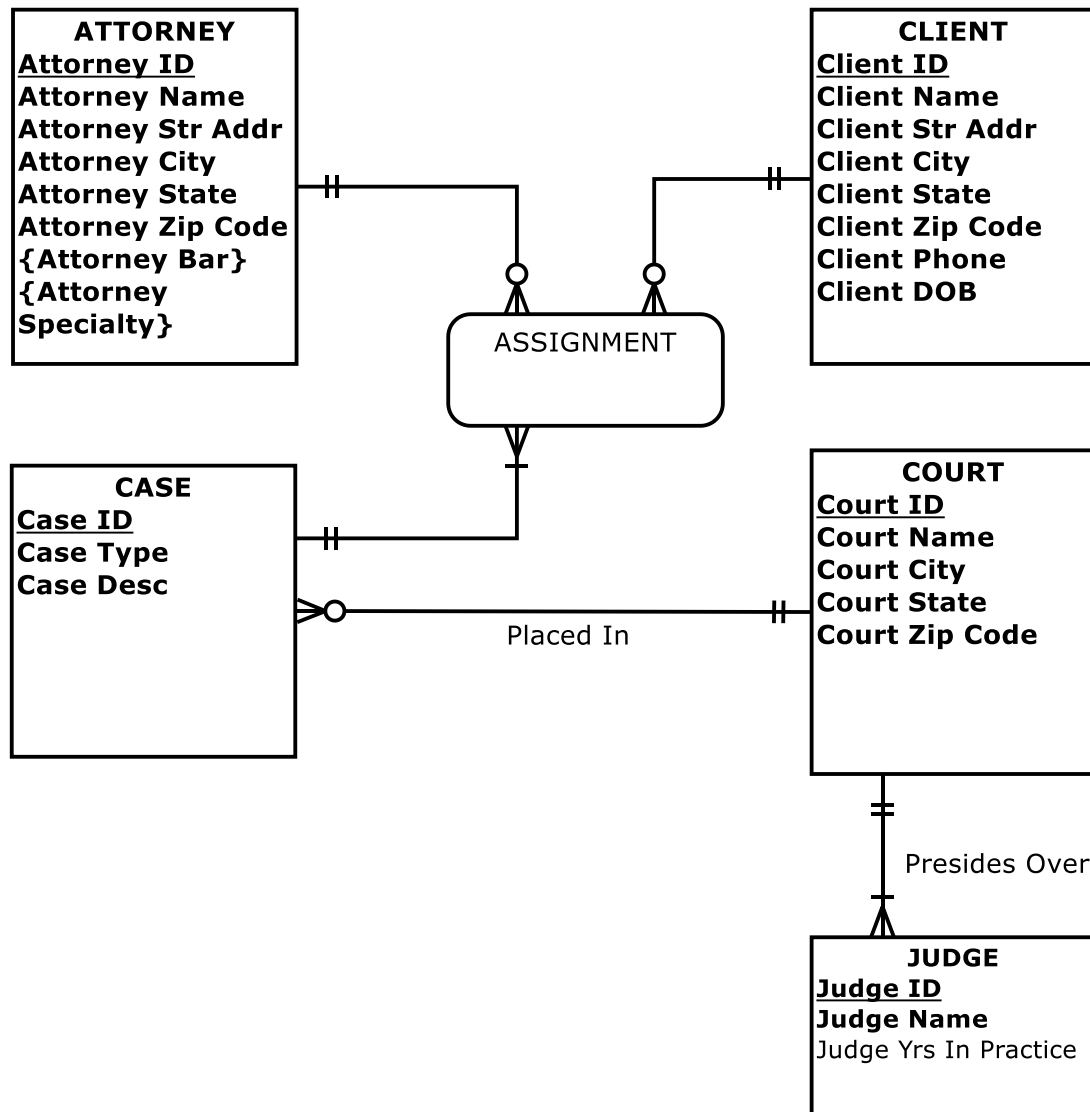 ATTORNEY
Attorney ID
Attorney Name
Attorney Str Addr
Attorney City
Attorney State
Attorney Zip Code
{Attorney Bar}
{Attorney
Specialty}
CLIENT
Client ID
Client Name
Client Str Addr
Client City
Client State
Client Zip Code
Client Phone
Client DOB
ASSIGNMENT
CASE
Case ID
Case Type
Case Desc
COURT
Court ID
Court Name
Court City
Court State
Court Zip Code
Placed In
Presides Over
JUDGE
Judge ID
Judge Name
Judge Yrs In Practice